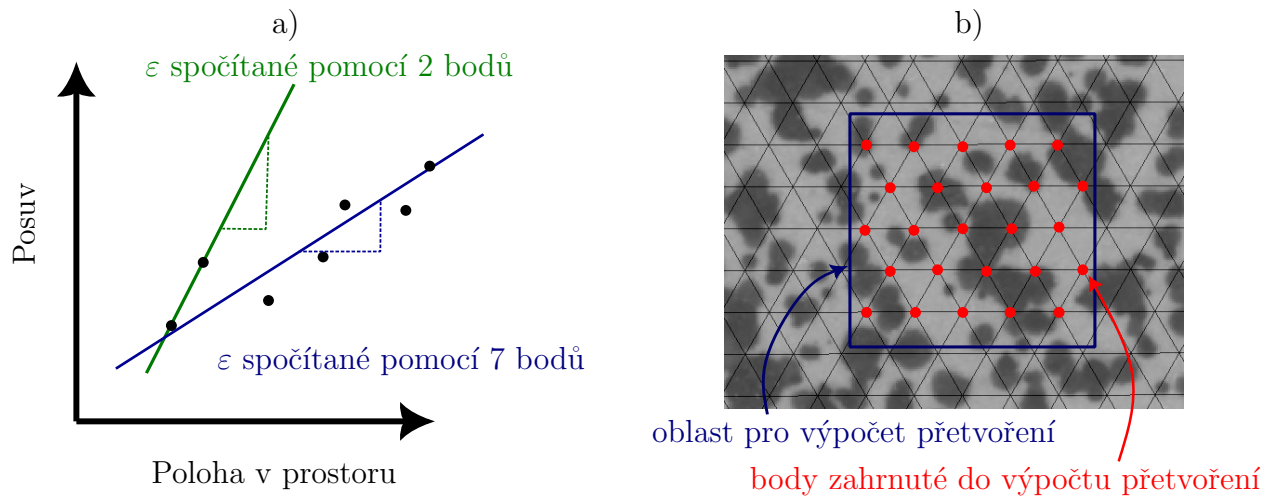 a)
ε spočítané pomocí 2 bodů
Posuv
ε spočítané pomocí 7 bodů
Poloha v prostoru
b)
oblast pro výpočet přetvoření
body zahrnuté do výpočtu přetvoření